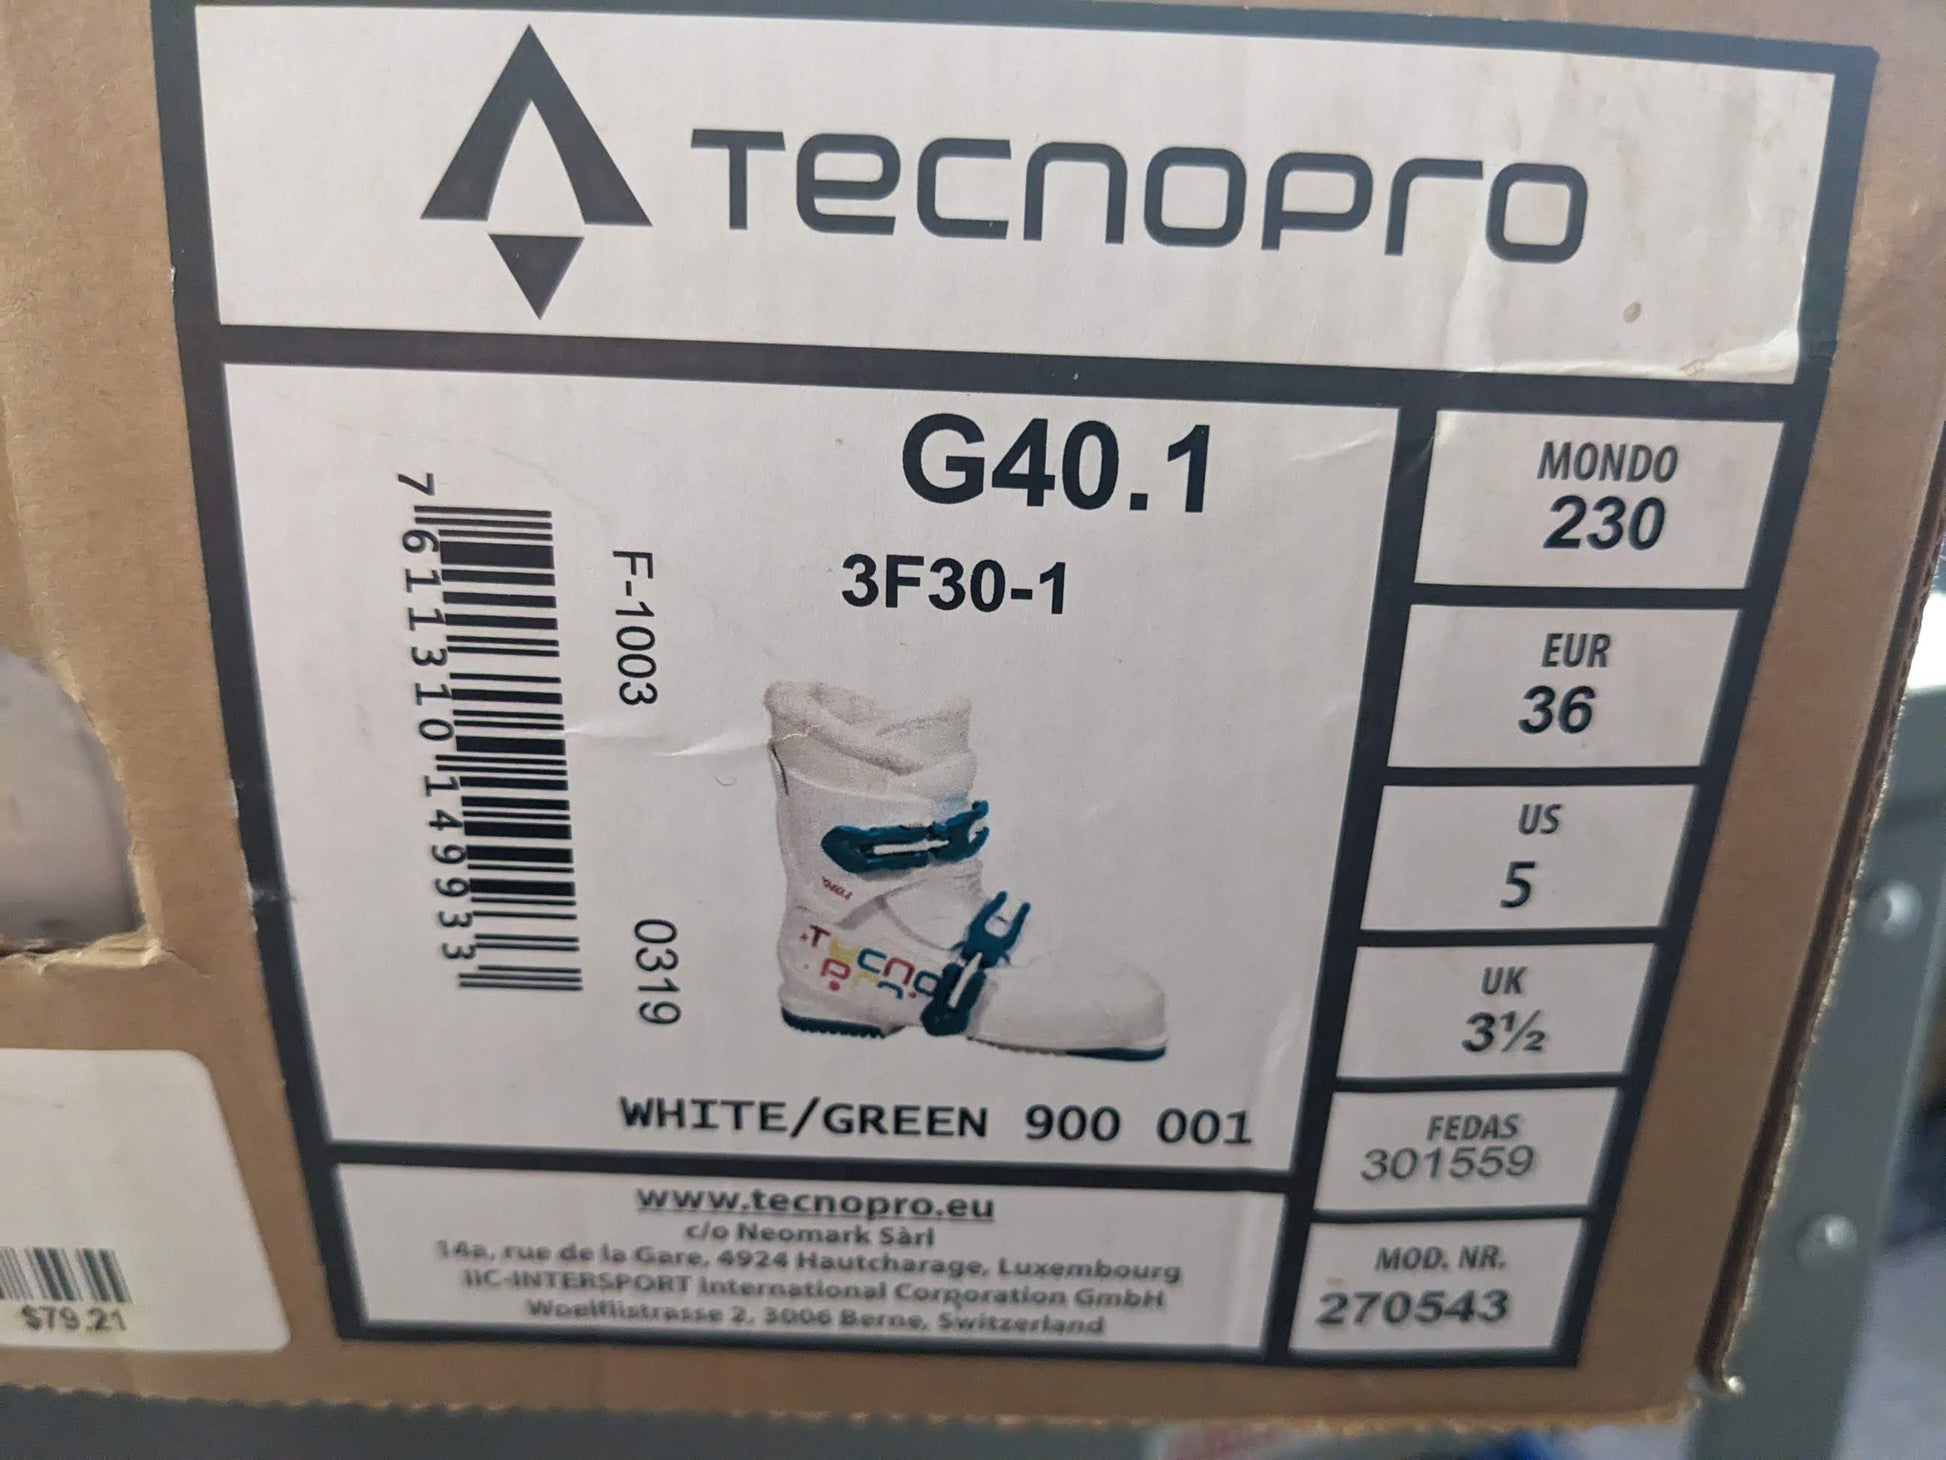 TECNOPRO
G40.1
3F30-1
7 611310 149933
F-1003
0319
TECNO
PRO
WHITE/GREEN 900 001
MONDO
230
EUR
36
US
5
UK
3½
FEDAS
301559
MOD. NR.
270543
www.tecnopro.eu
c/o Neomark Sàrl
14a, rue de la Gare, 4924 Hautcharage, Luxembourg
IIC-INTERSPORT International Corporation GmbH
Woelflistrasse 2, 3006 Berne, Switzerland
$79.21